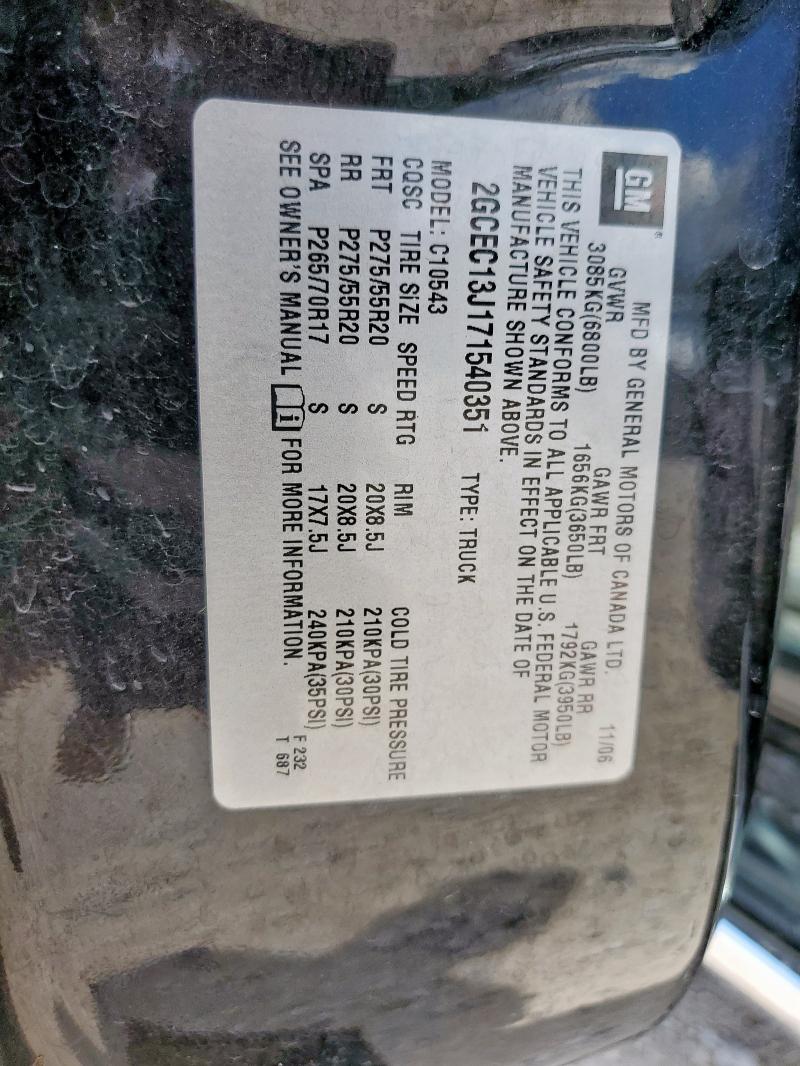 GM®
MFD BY GENERAL MOTORS OF CANADA LTD. 11/06
GVWR GAWR FRT GAWR RR
3085KG(6800LB) 1656KG(3650LB) 1792KG(3950LB)
THIS VEHICLE CONFORMS TO ALL APPLICABLE U.S. FEDERAL MOTOR
VEHICLE SAFETY STANDARDS IN EFFECT ON THE DATE OF
MANUFACTURE SHOWN ABOVE.
2GCEC13J171540351 TYPE: TRUCK
MODEL: C10543
CQSC TIRE SIZE SPEED RTG RIM COLD TIRE PRESSURE
FRT P275/55R20 S 20X8.5J 210KPA(30PSI)
RR P275/55R20 S 20X8.5J 210KPA(30PSI)
SPA P265/70R17 S 17X7.5J 240KPA(35PSI)
SEE OWNER'S MANUAL i FOR MORE INFORMATION.
F 232
T 687